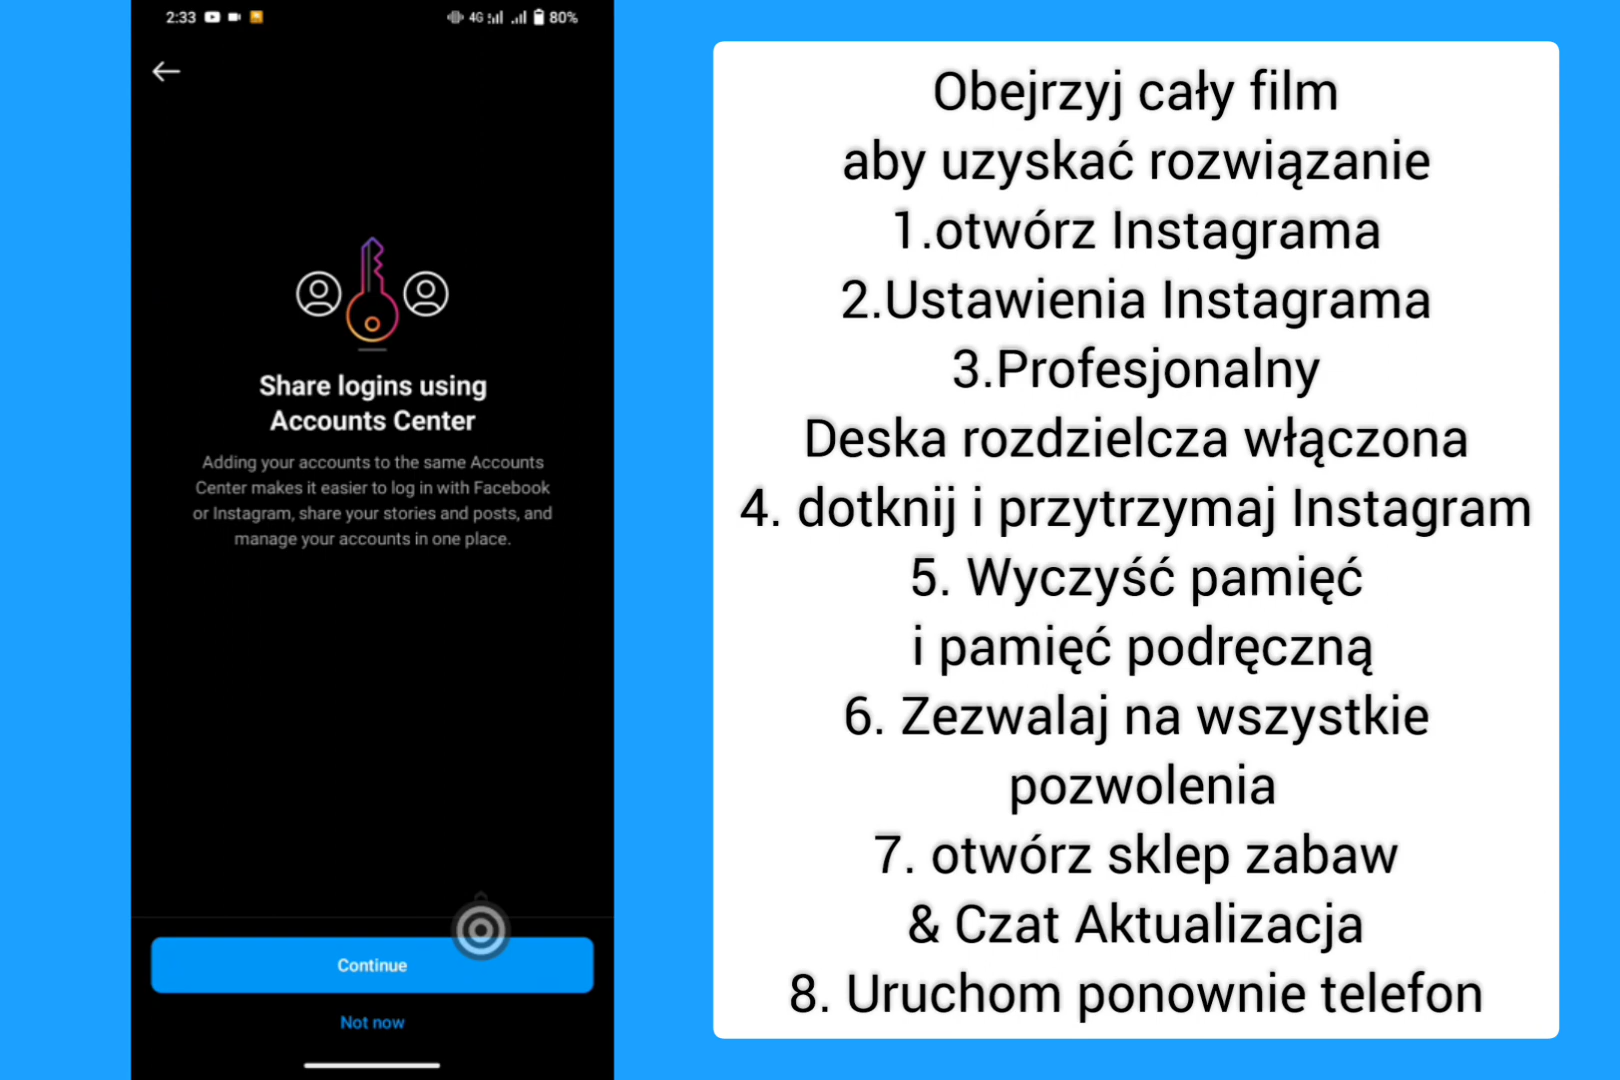 2:33
4G
80%
Share logins using
Accounts Center
Adding your accounts to the same Accounts
Center makes it easier to log in with Facebook
or Instagram, share your stories and posts, and
manage your accounts in one place.
Continue
Not now
Obejrzyj cały film
aby uzyskać rozwiązanie
1.otwórz Instagrama
2.Ustawienia Instagrama
3.Profesjonalny
Deska rozdzielcza włączona
4. dotknij i przytrzymaj Instagram
5. Wyczyść pamięć
i pamięć podręczną
6. Zezwalaj na wszystkie
pozwolenia
7. otwórz sklep zabaw
& Czat Aktualizacja
8. Uruchom ponownie telefon